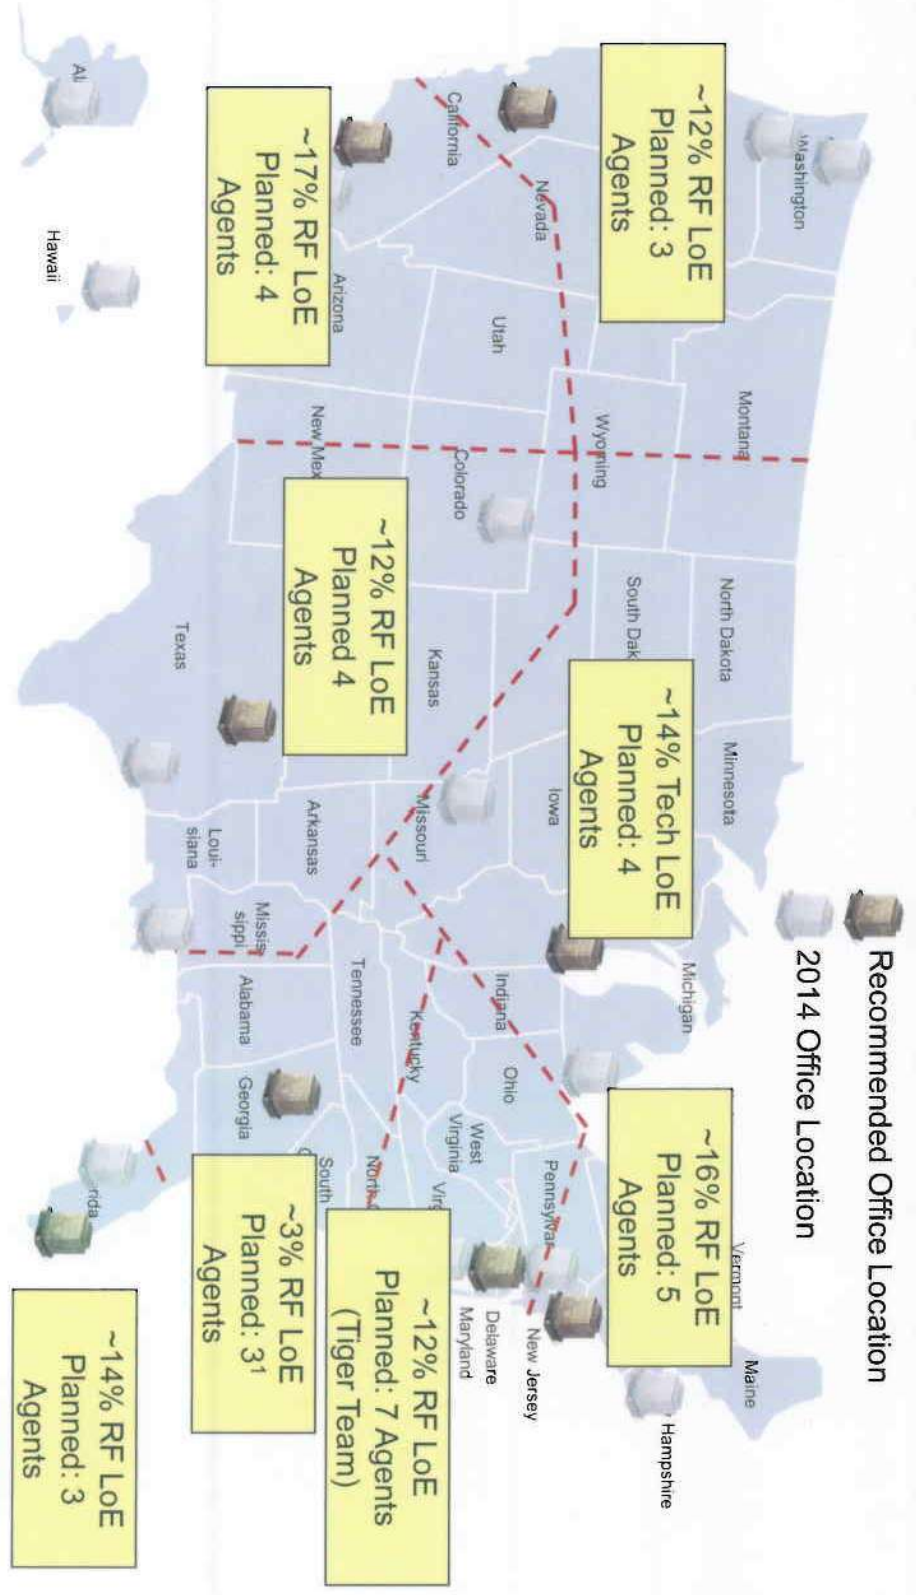 Recommended Office Location
2014 Office Location
~12% RF LoE
Planned: 3
Agents
~17% RF LoE
Planned: 4
Agents
~12% RF LoE
Planned 4
Agents
~14% Tech LoE
Planned: 4
Agents
~16% RF LoE
Planned: 5
Agents
~12% RF LoE
Planned: 7 Agents
(Tiger Team)
~3% RF LoE
Planned: 3¹
Agents
~14% RF LoE
Planned: 3
Agents
Washington
Montana
North Dakota
Minnesota
Michigan
Vermont
Maine
Hampshire
Wyoming
South Dak
Iowa
Nevada
Utah
Colorado
Kansas
Missouri
Indiana
Ohio
West
Virginia
Pennsylvan
New Jersey
Delaware
Maryland
California
Arizona
New Mex
Texas
Arkansas
Loui-
siana
Missis
sippi
Tennessee
Kentucky
Alabama
Georgia
South
North
Virg
rida
Al
Hawaii